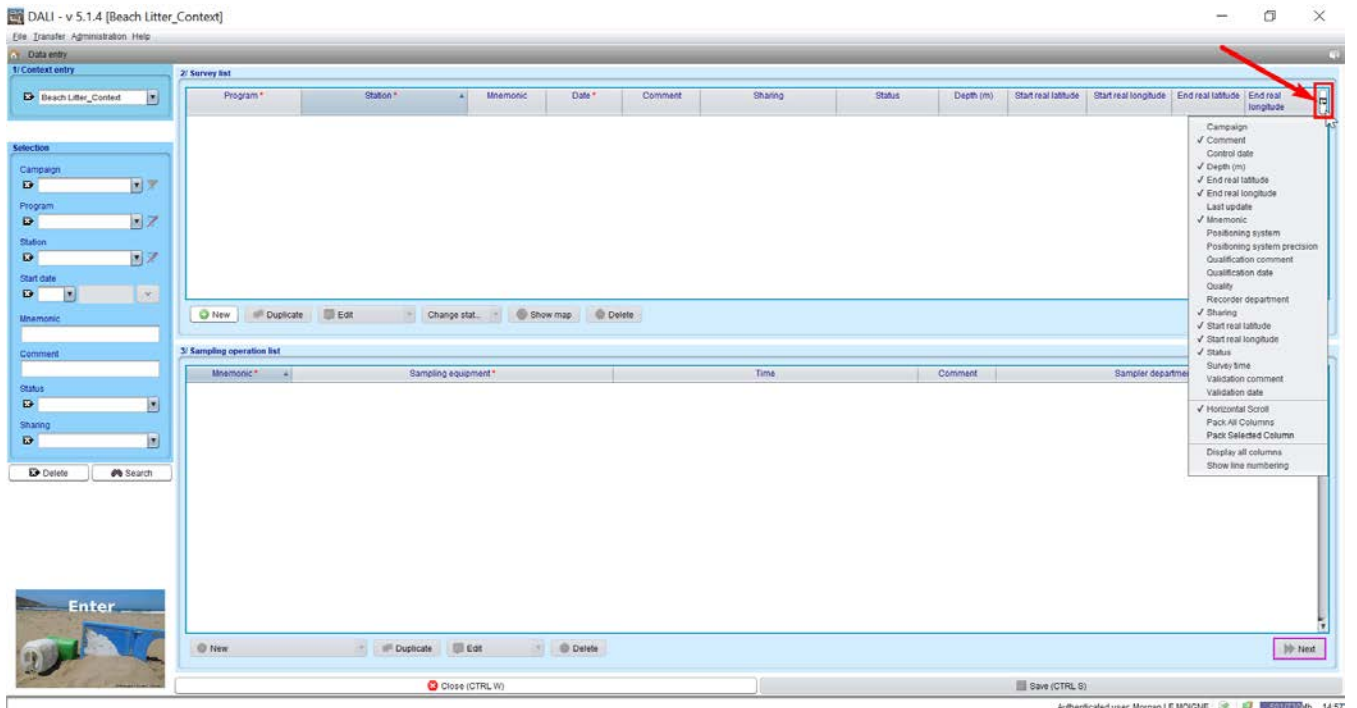 DALI - v 5.1.4 [Beach Litter_Context]
File Transfer Administration Help
Data entry
1/ Context entry
Beach Litter_Context
Selection
Campaign
Program
Station
Start date
Mnemonic
Comment
Status
Sharing
Delete Search
Enter
2/ Survey list
Program * Station * Mnemonic Date * Comment Sharing Status Depth (m) Start real latitude Start real longitude End real latitude End real
longitude
Campaign
✓ Comment
Control date
✓ Depth (m)
✓ End real latitude
✓ End real longitude
Last update
✓ Mnemonic
Positioning system
Positioning system precision
Qualification comment
Qualification date
Quality
Recorder department
✓ Sharing
✓ Start real latitude
✓ Start real longitude
✓ Status
Survey time
Validation comment
Validation date
✓ Horizontal Scroll
Pack All Columns
Pack Selected Column
Display all columns
Show line numbering
New Duplicate Edit Change stat... Show map Delete
3/ Sampling operation list
Mnemonic * Sampling equipment * Time Comment Sampler
New Duplicate Edit Delete Next
Close (CTRL W) Save (CTRL S)
Authenticated user: Morgan LE MOIGNE 14:57